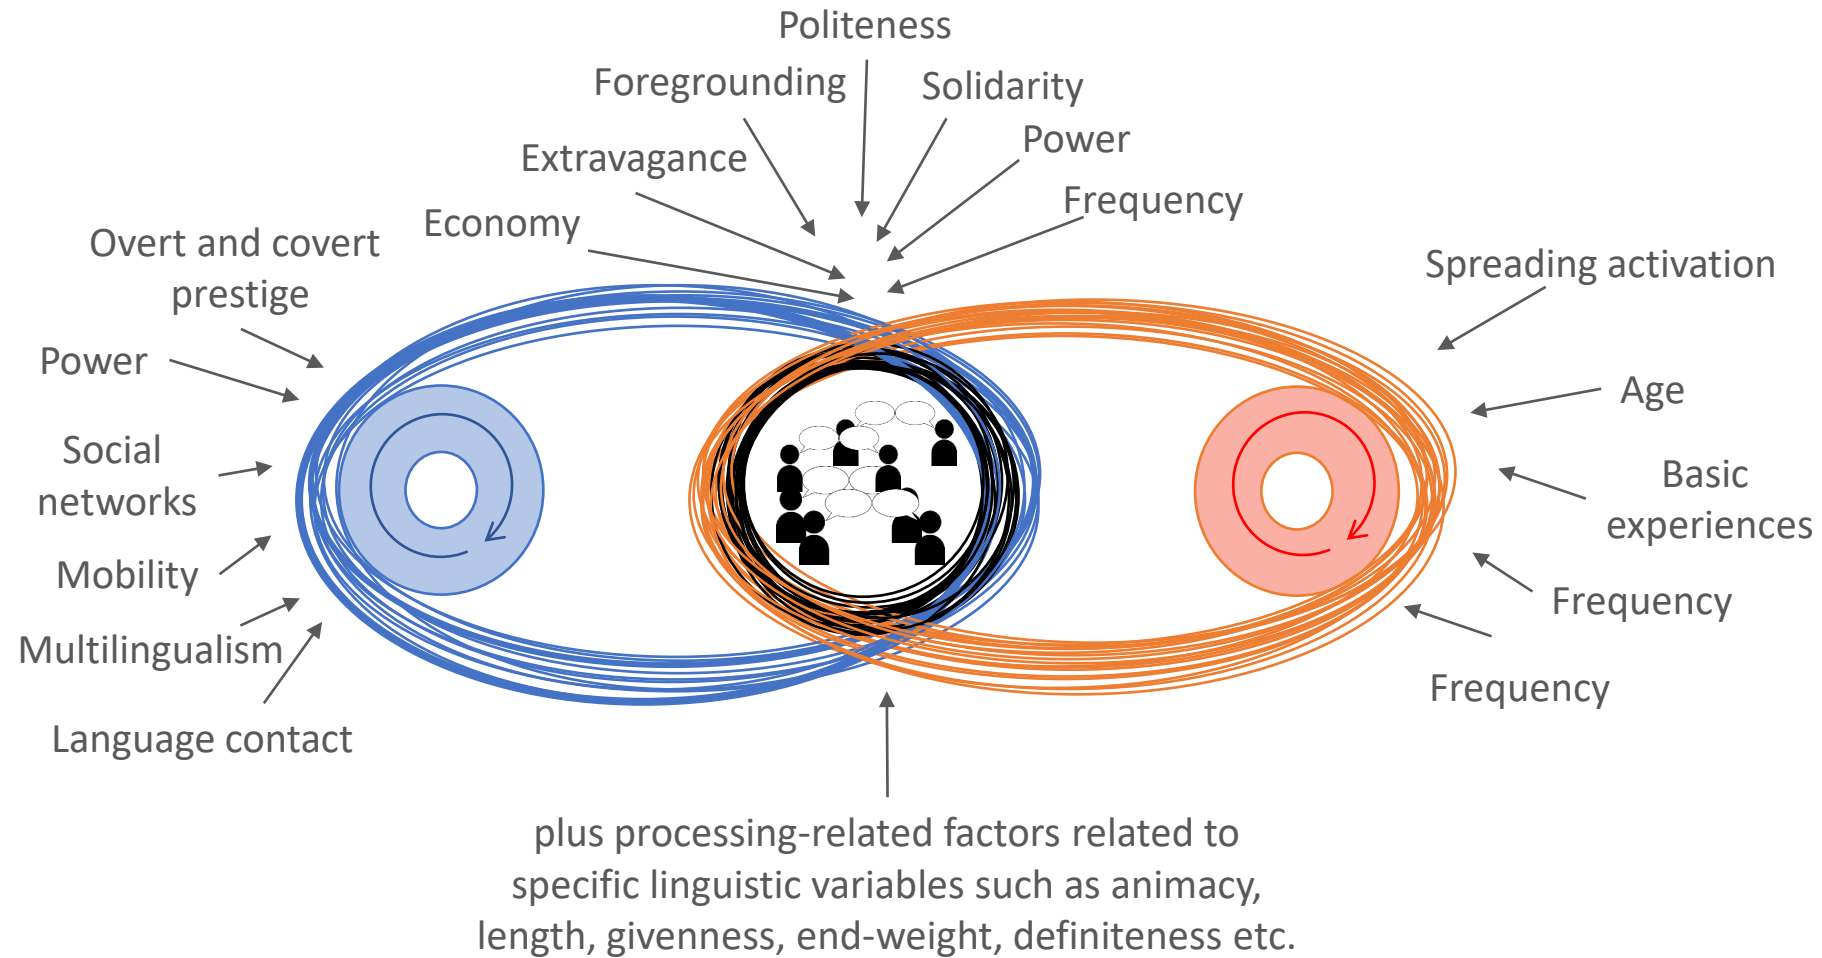 Politeness
Foregrounding
Solidarity
Power
Extravagance
Frequency
Economy
Overt and covert
prestige
Spreading activation
Power
Age
Social
networks
Basic
experiences
Mobility
Frequency
Multilingualism
Frequency
Language contact
plus processing-related factors related to
specific linguistic variables such as animacy,
length, givenness, end-weight, definiteness etc.